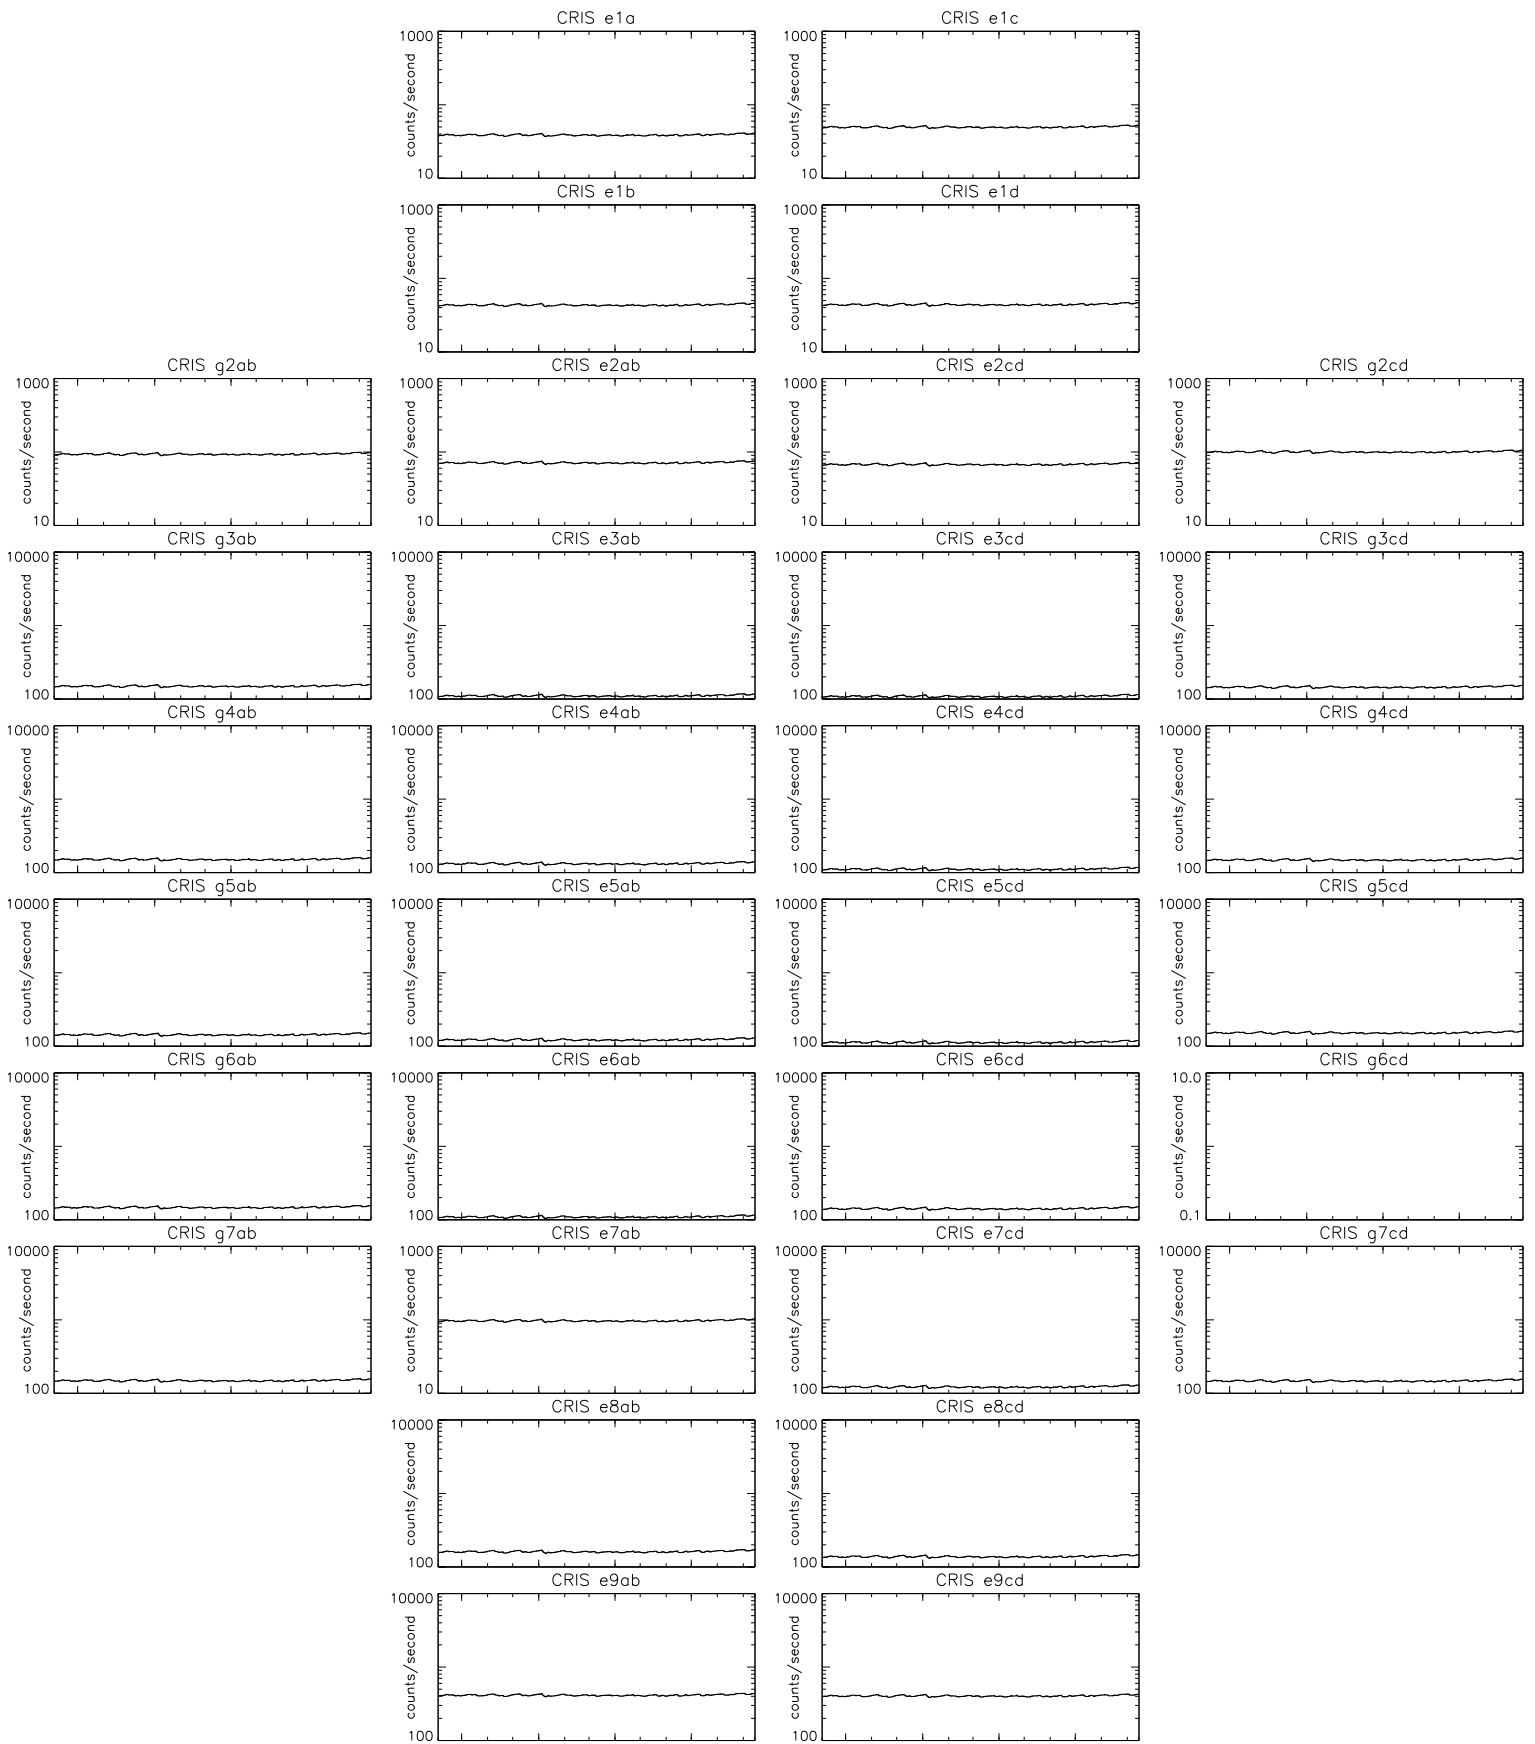 CRIS e1a
1000
counts/second
10
CRIS e1c
1000
counts/second
10
CRIS e1b
1000
counts/second
10
CRIS e1d
1000
counts/second
10
CRIS g2ab
1000
counts/second
10
CRIS e2ab
1000
counts/second
10
CRIS e2cd
1000
counts/second
10
CRIS g2cd
1000
counts/second
10
CRIS g3ab
10000
counts/second
100
CRIS e3ab
10000
counts/second
100
CRIS e3cd
10000
counts/second
100
CRIS g3cd
10000
counts/second
100
CRIS g4ab
10000
counts/second
100
CRIS e4ab
10000
counts/second
100
CRIS e4cd
10000
counts/second
100
CRIS g4cd
10000
counts/second
100
CRIS g5ab
10000
counts/second
100
CRIS e5ab
10000
counts/second
100
CRIS e5cd
10000
counts/second
100
CRIS g5cd
10000
counts/second
100
CRIS g6ab
10000
counts/second
100
CRIS e6ab
10000
counts/second
100
CRIS e6cd
10000
counts/second
100
CRIS g6cd
10.0
counts/second
0.1
CRIS g7ab
10000
counts/second
100
CRIS e7ab
1000
counts/second
10
CRIS e7cd
10000
counts/second
100
CRIS g7cd
10000
counts/second
100
CRIS e8ab
10000
counts/second
100
CRIS e8cd
10000
counts/second
100
CRIS e9ab
10000
counts/second
100
CRIS e9cd
10000
counts/second
100